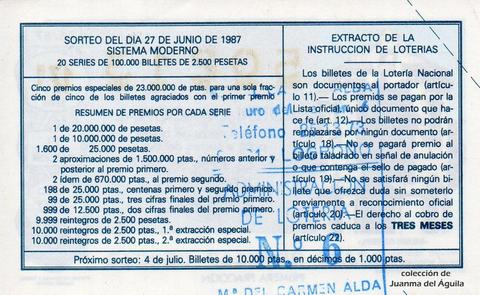 SORTEO DEL DIA 27 DE JUNIO DE 1987
SISTEMA MODERNO
20 SERIES DE 100.000 BILLETES DE 2.500 PESETAS
Cinco premios especiales de 23.000.000 de ptas. para una sola frac-
ción de cinco de los billetes agraciados con el primer premio
RESUMEN DE PREMIOS POR CADA SERIE
1 de 20.000.000 de pesetas.
1 de 10.000.000 de pesetas.
1.600 de 25.000 pesetas.
2 aproximaciones de 1.500.000 ptas., números anterior y
posterior al primer premio.
2 ídem de 670.000 ptas., al premio segundo.
198 de 25.000 ptas., centenas primero y segundo premio.
99 de 25.000 ptas., tres cifras finales del premio primero.
999 de 12.500 ptas., dos cifras finales del premio primero.
9.999 reintegros de 2.500 pesetas.
10.000 reintegros de 2.500 pesetas, 1.ª extracción especial.
10.000 reintegros de 2.500 pesetas, 2.ª extracción especial.
EXTRACTO DE LA
INSTRUCCION DE LOTERIAS
Los billetes de la Lotería Nacional
son documentos al portador (artícu-
lo 11).—Los premios se pagan por la
Lista oficial, único documento que ha-
ce fe (art. 12).—Los billetes no podrán
reemplazarse por ningún documento (ar-
tículo 18).—No se pagará premio al
billete taladrado en señal de anulación
o que contenga el sello de pagado (ar-
tículo 18).—No se satisfará ningún bi-
llete que ofrezca duda sin someterlo
previamente a reconocimiento oficial
(artículo 20).—El derecho al cobro de
premios caduca a los TRES MESES
(artículo 22).
Próximo sorteo: 4 de julio. Billetes de 10.000 ptas., en décimos de 1.000 ptas.
ALDA
Muro del
Teléfono
LOGROÑO
ADMINISTRACION
DE LOTERIA
N.º 6
M.ª DEL CARMEN ALDA
colección de
Juanma del Águila